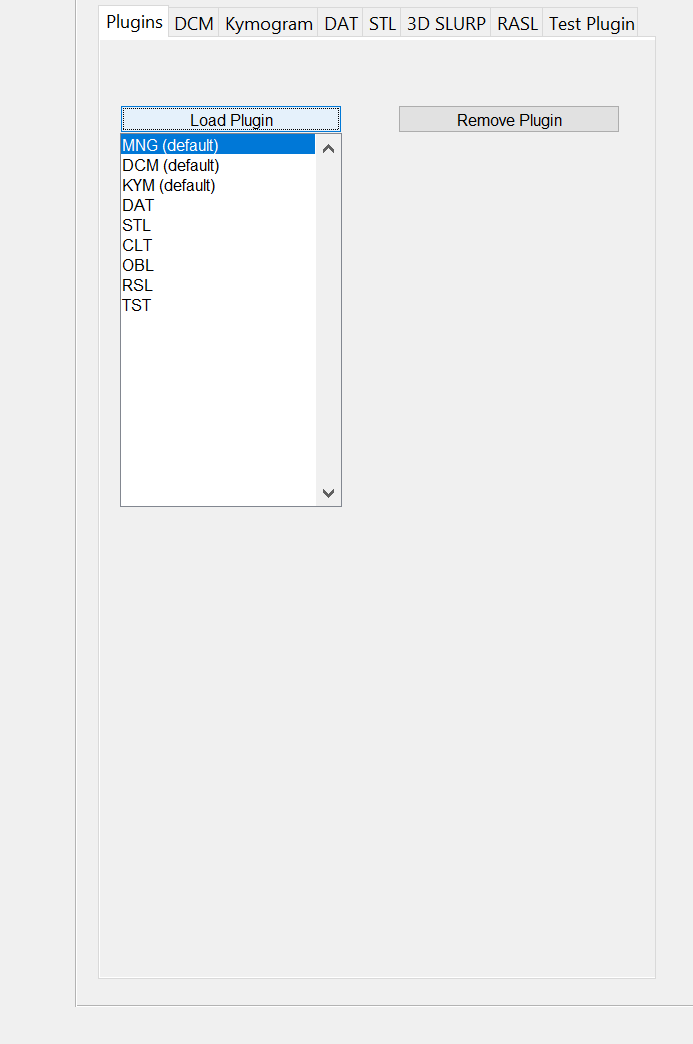 Plugins DCM Kymogram DAT STL 3D SLURP RASL Test Plugin
Load Plugin Remove Plugin
MNG (default)
DCM (default)
KYM (default)
DAT
STL
CLT
OBL
RSL
TST